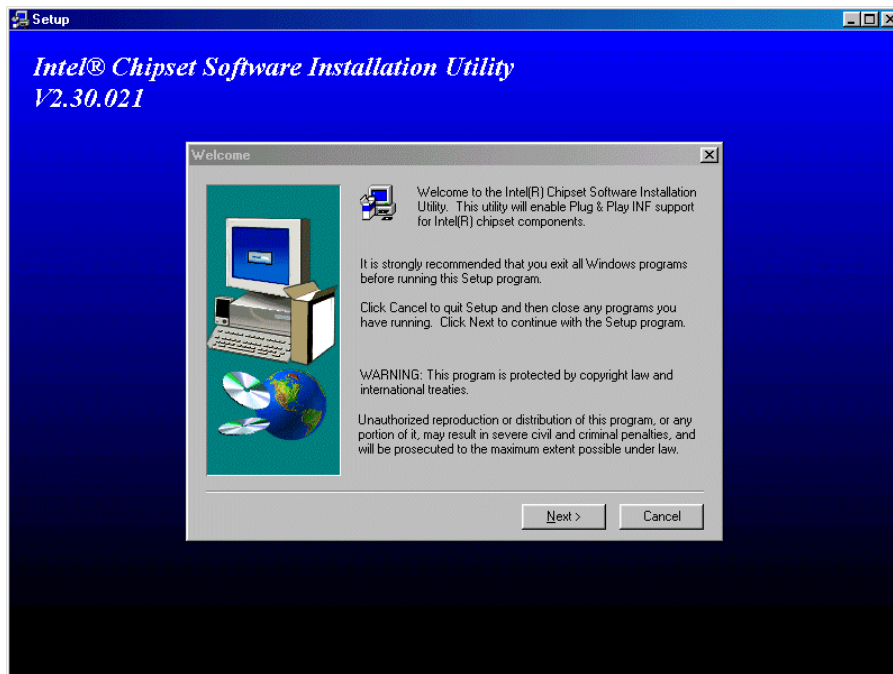 Setup
Intel® Chipset Software Installation Utility
V2.30.021
Welcome
Welcome to the Intel(R) Chipset Software Installation
Utility. This utility will enable Plug & Play INF support
for Intel(R) chipset components.
It is strongly recommended that you exit all Windows programs
before running this Setup program.
Click Cancel to quit Setup and then close any programs you
have running. Click Next to continue with the Setup program.
WARNING: This program is protected by copyright law and
international treaties.
Unauthorized reproduction or distribution of this program, or any
portion of it, may result in severe civil and criminal penalties, and
will be prosecuted to the maximum extent possible under law.
Next >
Cancel